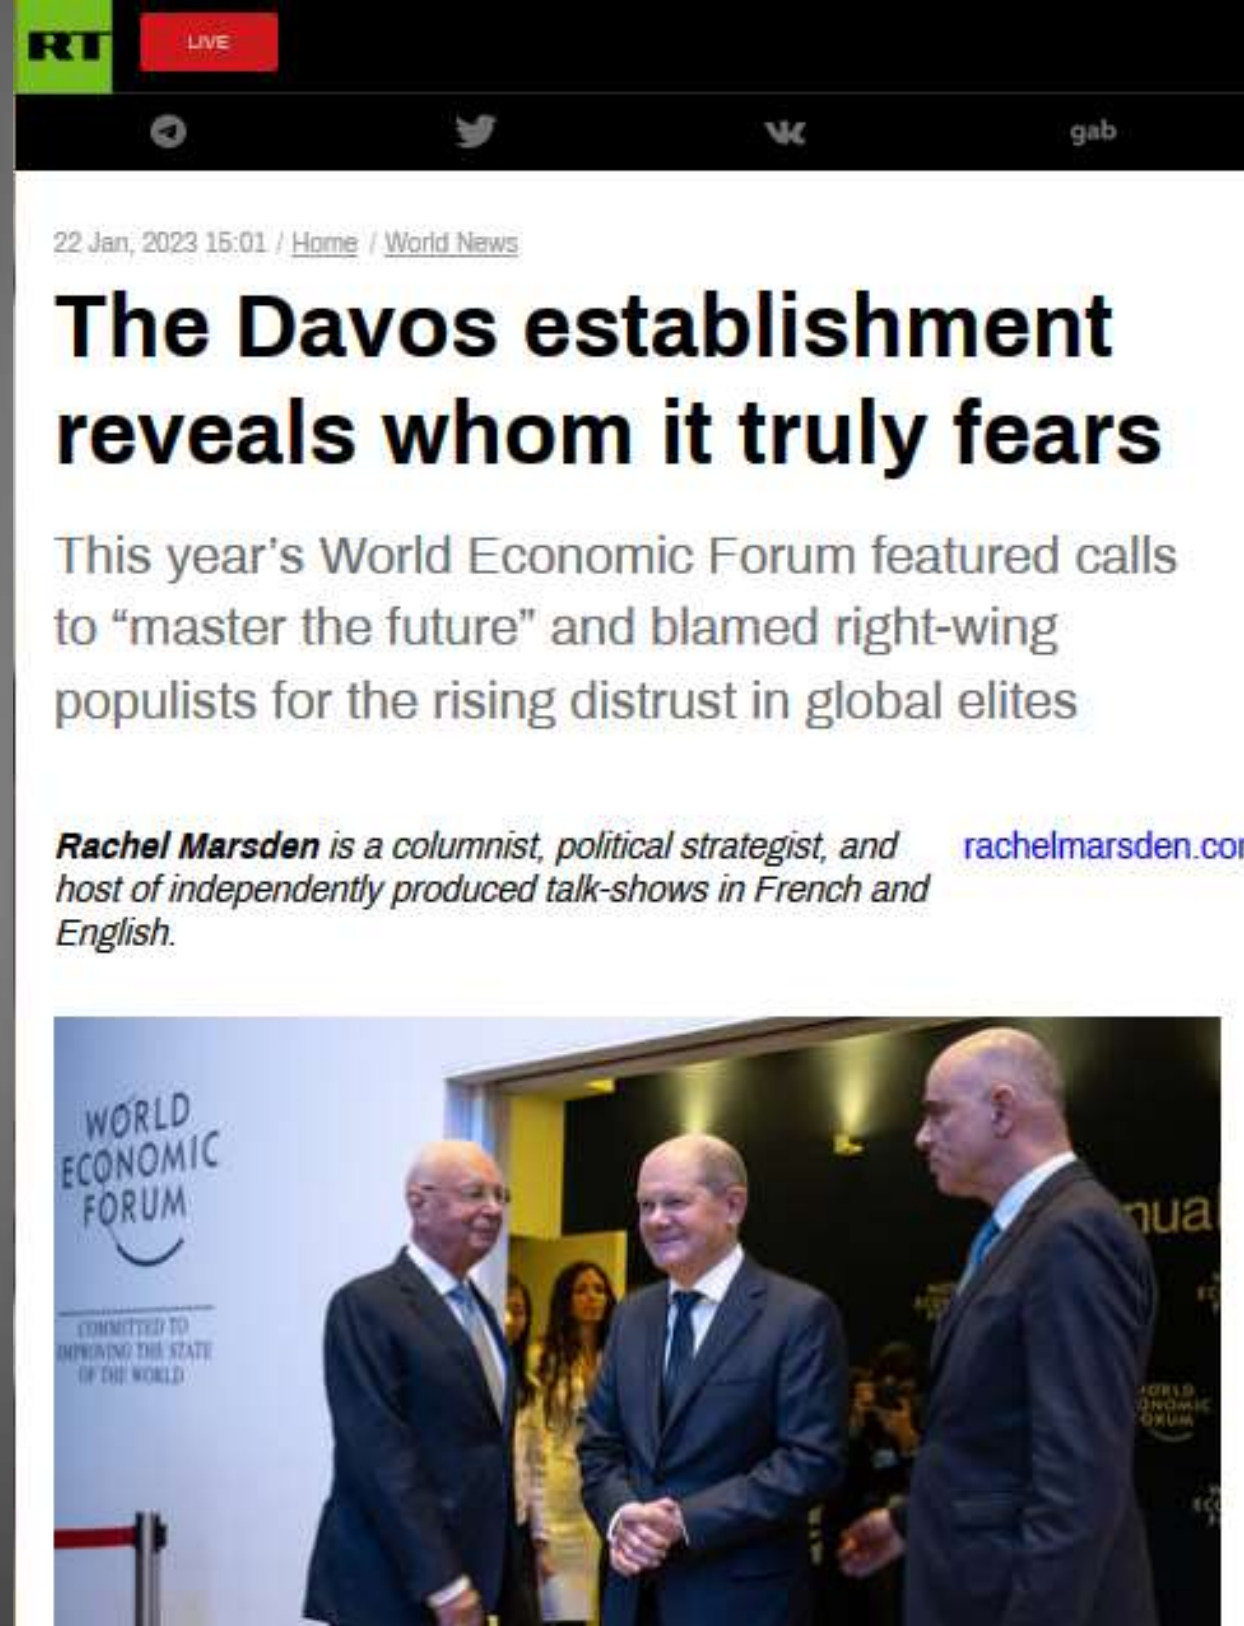 RT
LIVE
gab
22 Jan, 2023 15:01 / Home / World News
The Davos establishment
reveals whom it truly fears
This year's World Economic Forum featured calls
to “master the future” and blamed right-wing
populists for the rising distrust in global elites
Rachel Marsden is a columnist, political strategist, and
host of independently produced talk-shows in French and
English.
rachelmarsden.cor
WORLD
ECONOMIC
FORUM
COMMITTED TO
IMPROVING THE STATE
OF THE WORLD
nual